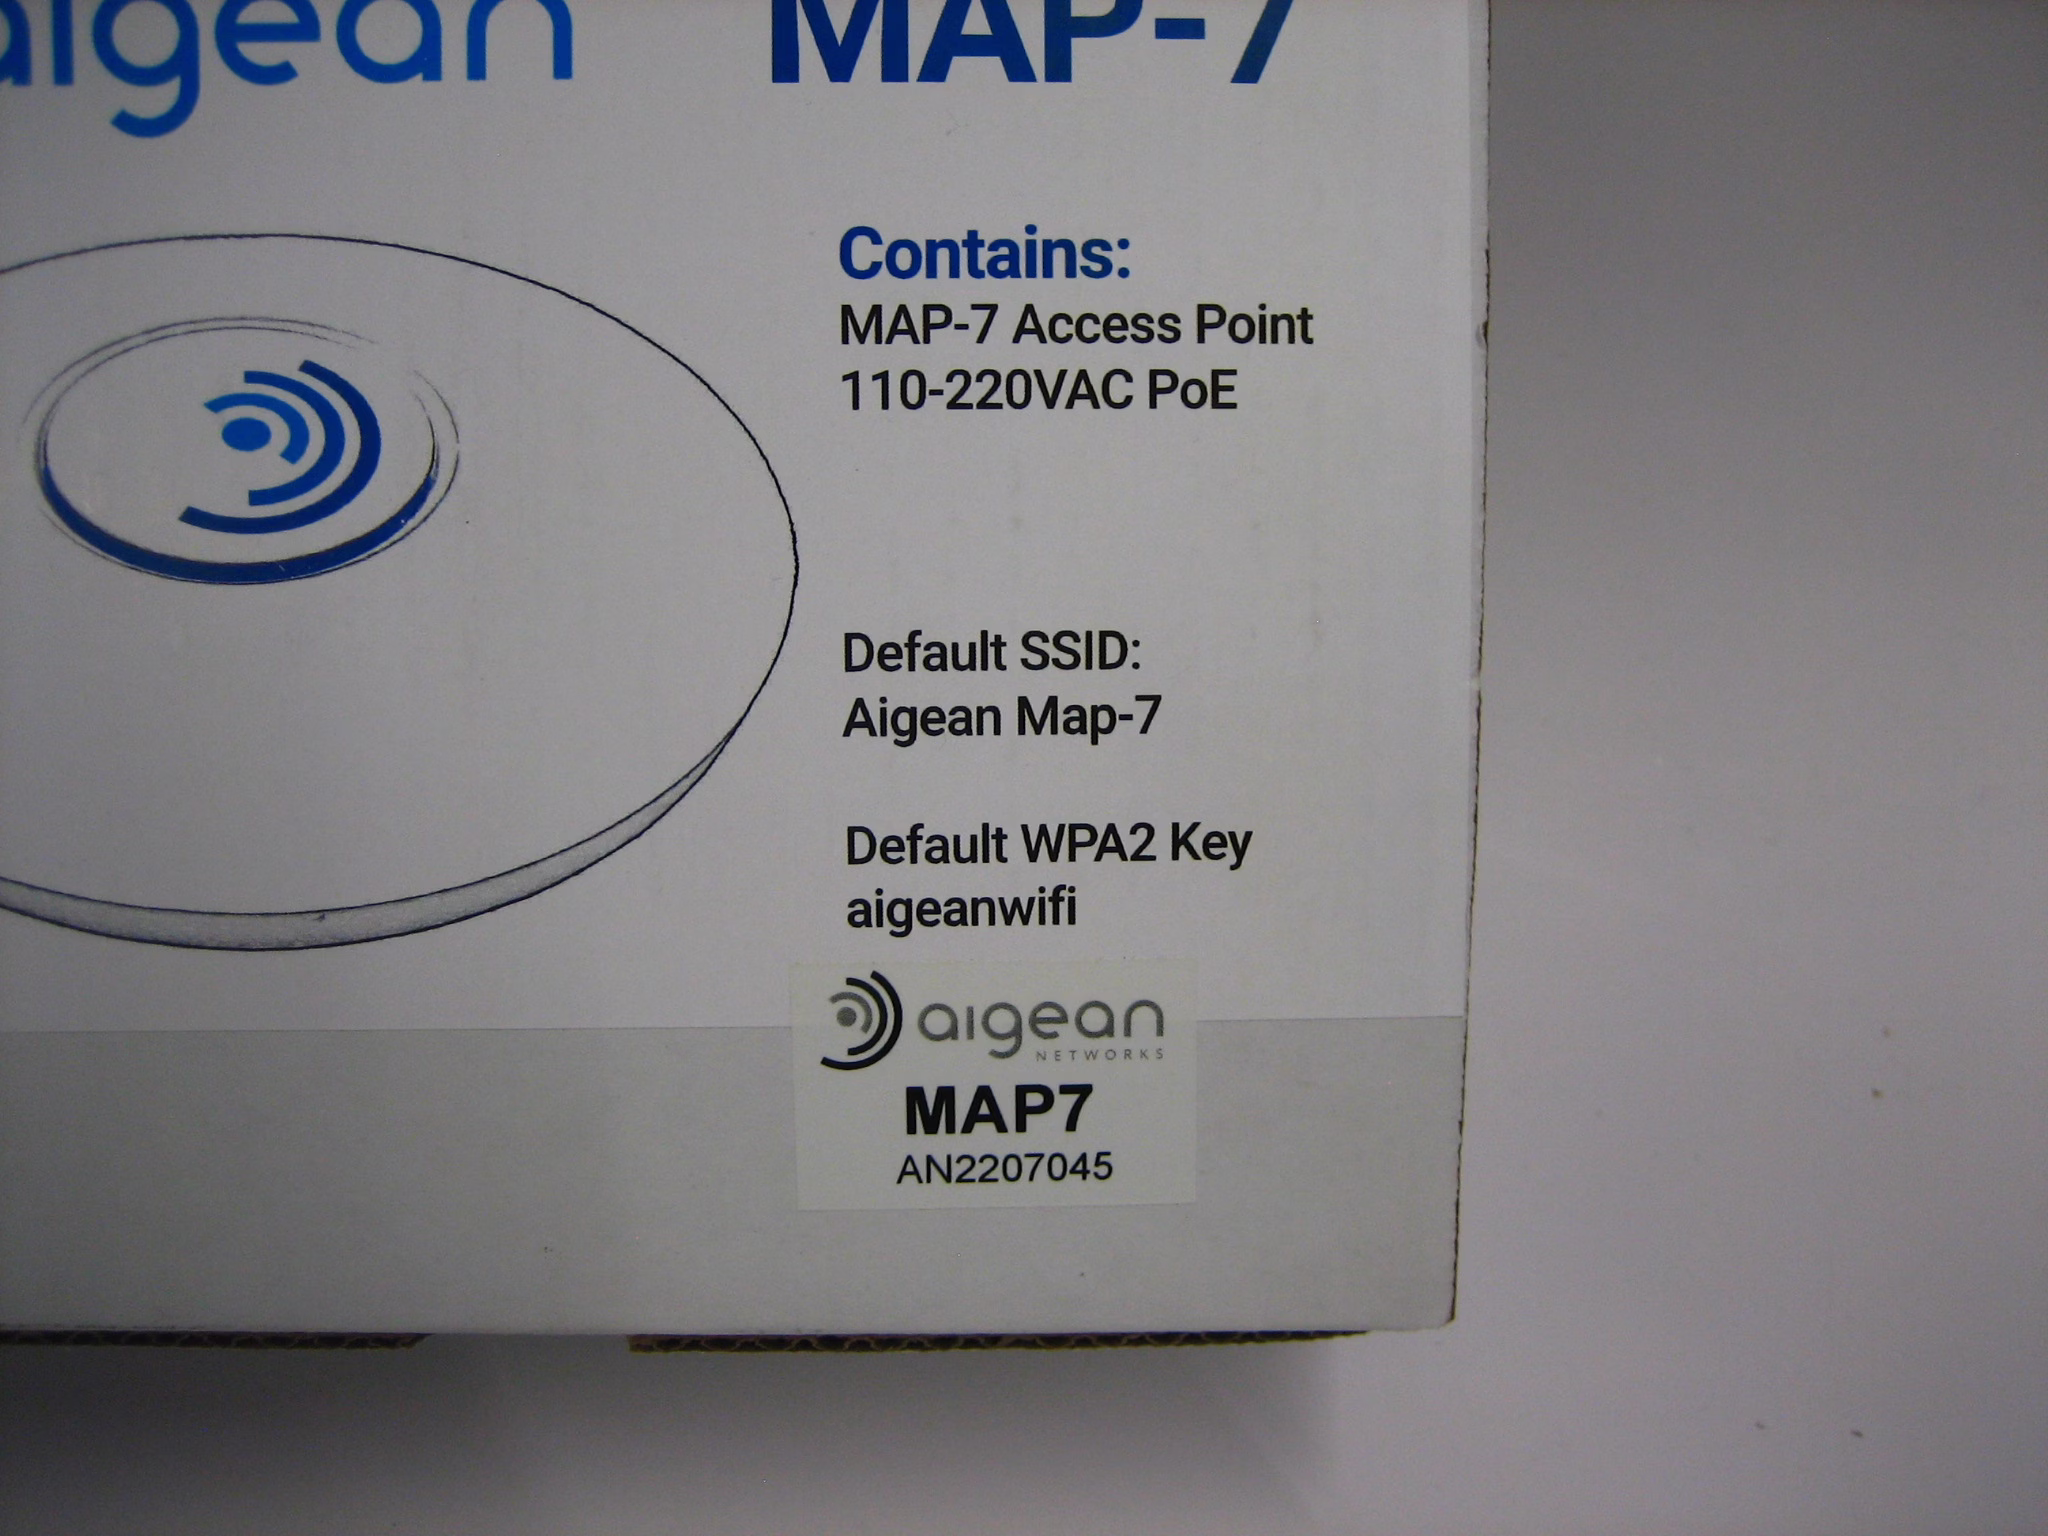 aigean MAP-7
Contains:
MAP-7 Access Point
110-220VAC PoE
Default SSID:
Aigean Map-7
Default WPA2 Key
aigeanwifi
aigean
NETWORKS
MAP7
AN2207045